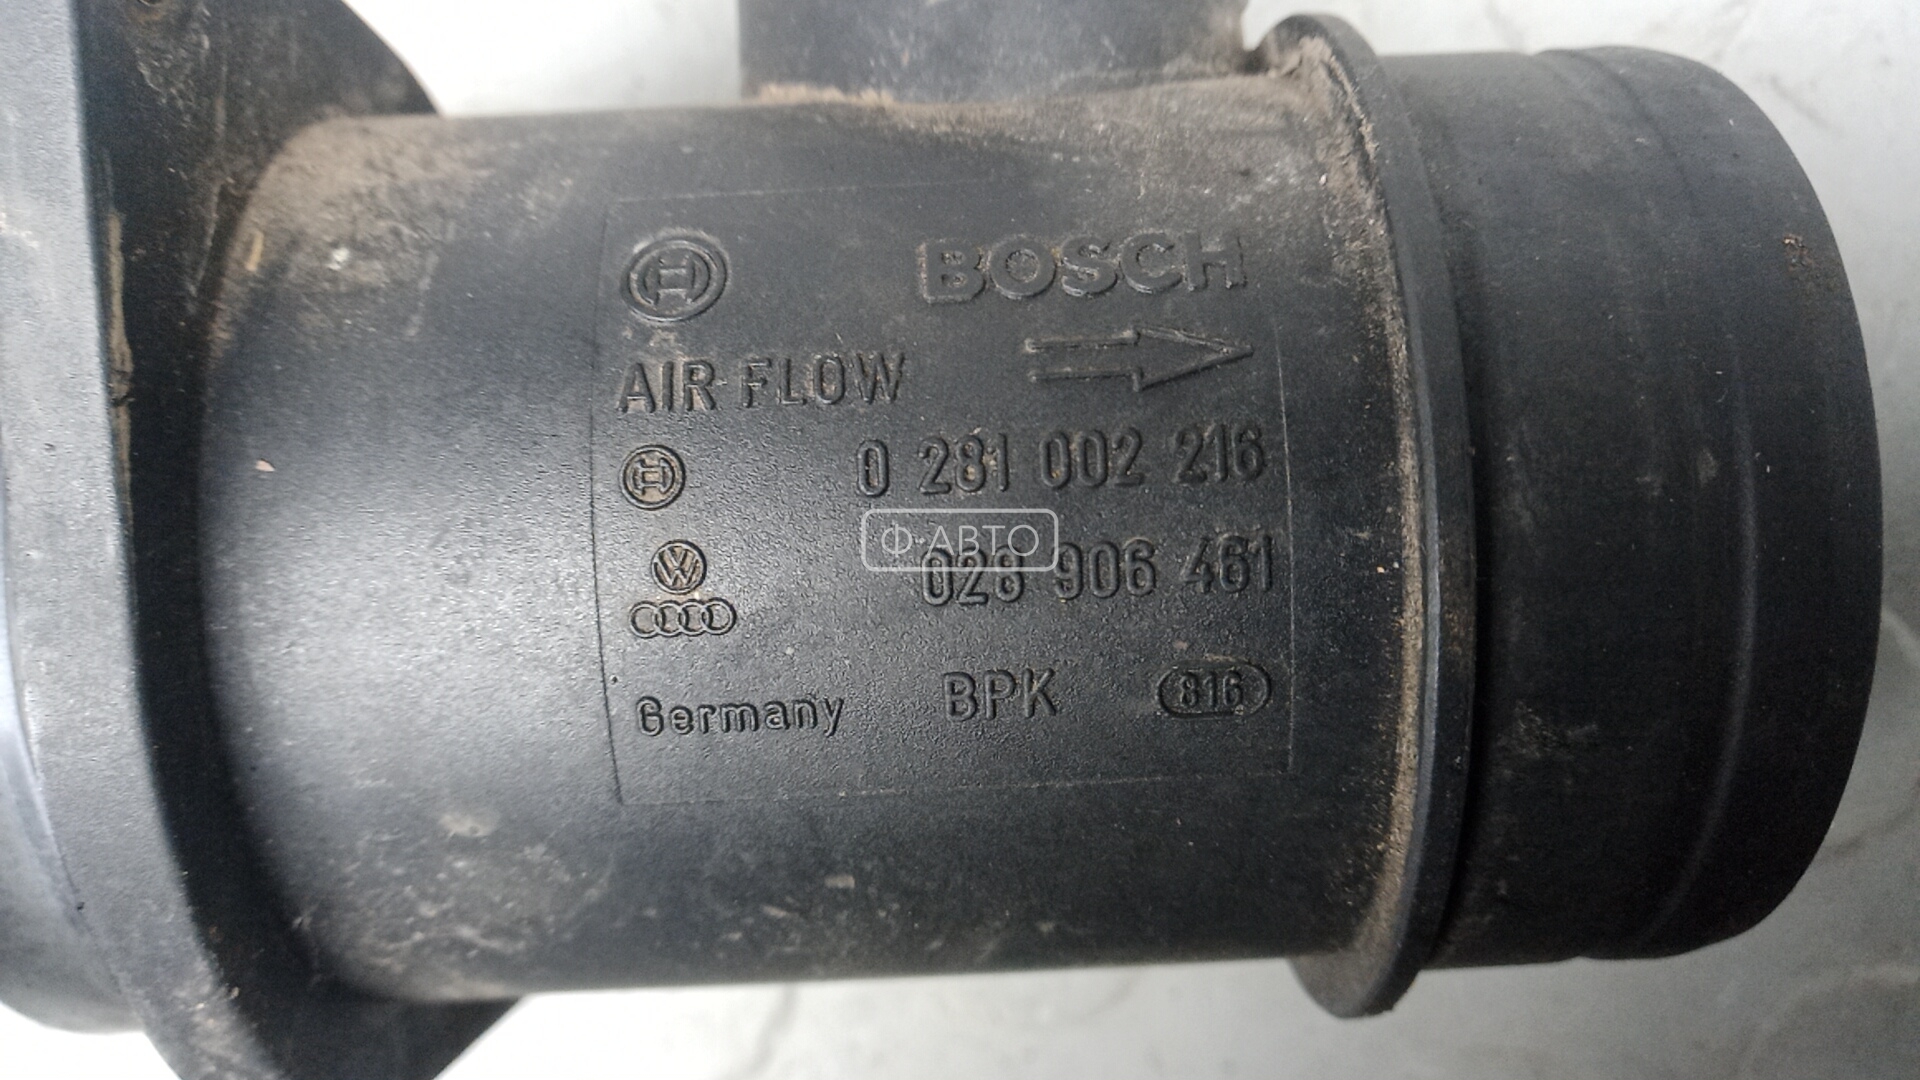 BOSCH
AIR FLOW
0 281 002 216
Ф-АВТО
028 906 461
Germany BPK 816